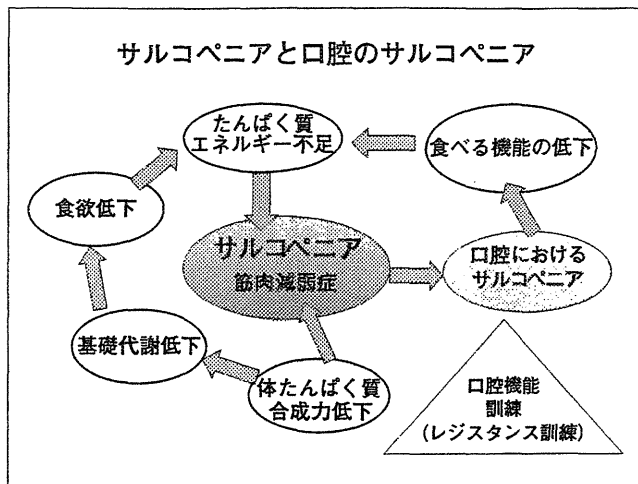 サルコペニアと口腔のサルコペニア
たんぱく質
エネルギー不足
食べる機能の低下
食欲低下
サルコペニア
筋肉減弱症
口腔における
サルコペニア
基礎代謝低下
体たんぱく質
合成力低下
口腔機能
訓練
(レジスタンス訓練)